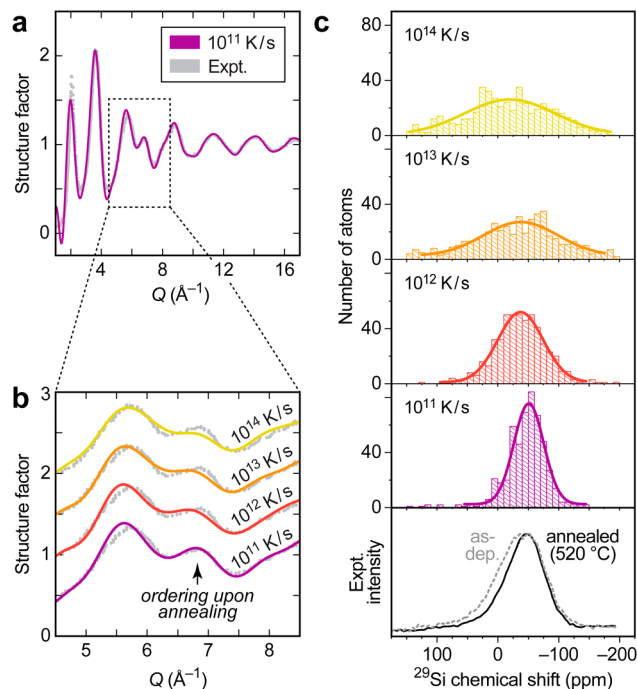 a
10¹¹ K/s
Expt.
Structure factor
2
1
0
0 4 8 12 16
Q (Å⁻¹)
b
Structure factor
3
2
1
0
10¹⁴ K/s
10¹³ K/s
10¹² K/s
10¹¹ K/s
ordering upon
annealing
5 6 7 8
Q (Å⁻¹)
c
Number of atoms
10¹⁴ K/s
80
40
0
10¹³ K/s
40
0
10¹² K/s
40
0
10¹¹ K/s
40
0
Expt.
intensity
as-
dep.
annealed
(520 °C)
100 0 −100 −200
²⁹Si chemical shift (ppm)